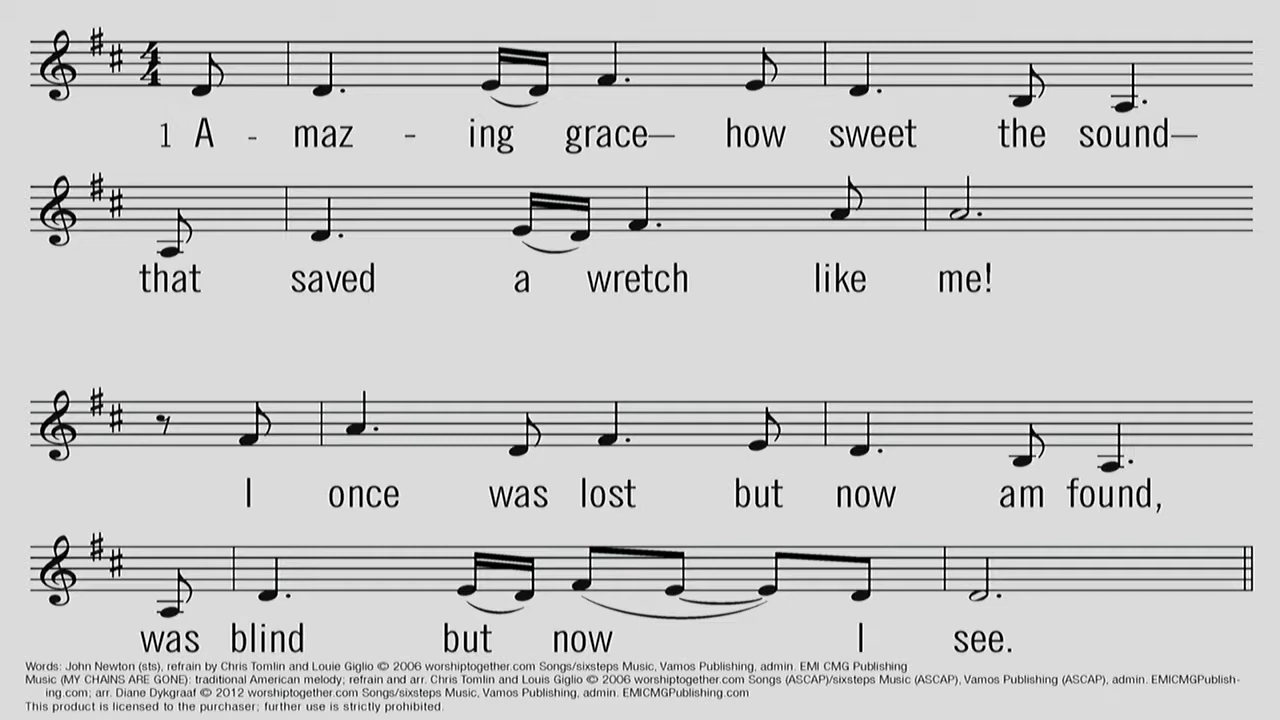 1 A - maz - ing grace— how sweet the sound—
that saved a wretch like me!
I once was lost but now am found,
was blind but now I see.
Words: John Newton (sts), refrain by Chris Tomlin and Louie Giglio © 2006 worshiptogether.com Songs/sixsteps Music, Vamos Publishing, admin. EMI CMG Publishing
Music (MY CHAINS ARE GONE): traditional American melody; refrain and arr. Chris Tomlin and Louis Giglio © 2006 worshiptogether.com Songs (ASCAP)/sixsteps Music (ASCAP), Vamos Publishing (ASCAP), admin. EMICMGPublish-
ing.com; arr. Diane Dykgraaf © 2012 worshiptogether.com Songs/sixsteps Music, Vamos Publishing, admin. EMICMGPublishing.com
This product is licensed to the purchaser; further use is strictly prohibited.